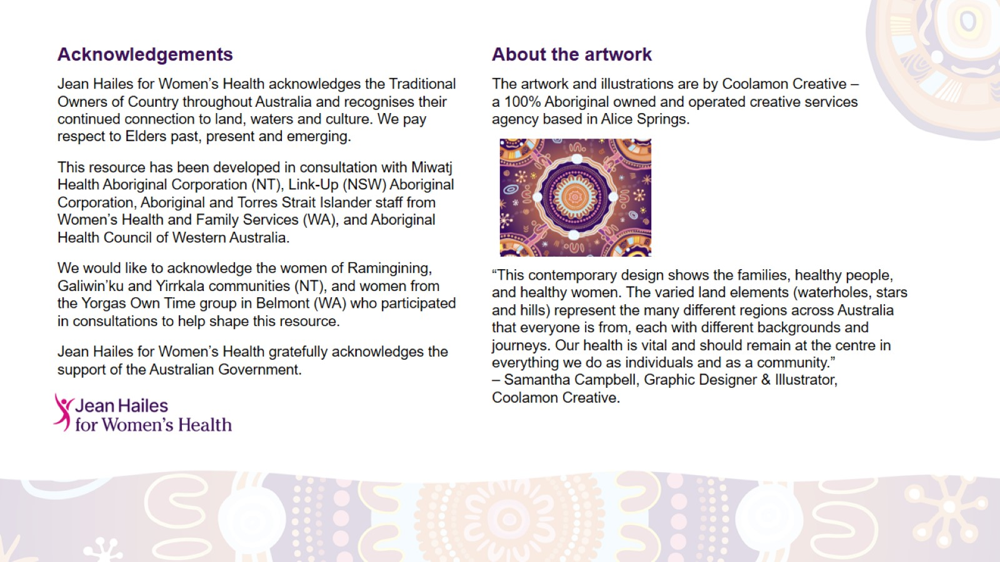 Acknowledgements
Jean Hailes for Women’s Health acknowledges the Traditional
Owners of Country throughout Australia and recognises their
continued connection to land, waters and culture. We pay
respect to Elders past, present and emerging.
This resource has been developed in consultation with Miwatj
Health Aboriginal Corporation (NT), Link-Up (NSW) Aboriginal
Corporation, Aboriginal and Torres Strait Islander staff from
Women’s Health and Family Services (WA), and Aboriginal
Health Council of Western Australia.
We would like to acknowledge the women of Ramingining,
Galiwin’ku and Yirrkala communities (NT), and women from
the Yorgas Own Time group in Belmont (WA) who participated
in consultations to help shape this resource.
Jean Hailes for Women’s Health gratefully acknowledges the
support of the Australian Government.
Jean Hailes
for Women’s Health
About the artwork
The artwork and illustrations are by Coolamon Creative –
a 100% Aboriginal owned and operated creative services
agency based in Alice Springs.
“This contemporary design shows the families, healthy people,
and healthy women. The varied land elements (waterholes, stars
and hills) represent the many different regions across Australia
that everyone is from, each with different backgrounds and
journeys. Our health is vital and should remain at the centre in
everything we do as individuals and as a community.”
– Samantha Campbell, Graphic Designer & Illustrator,
Coolamon Creative.